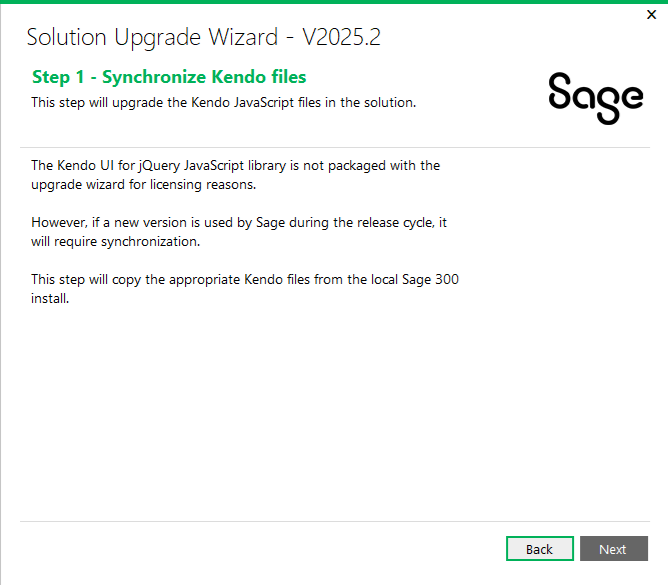 Solution Upgrade Wizard - V2025.2
Step 1 - Synchronize Kendo files
This step will upgrade the Kendo JavaScript files in the solution.
Sage
The Kendo UI for jQuery JavaScript library is not packaged with the
upgrade wizard for licensing reasons.
However, if a new version is used by Sage during the release cycle, it
will require synchronization.
This step will copy the appropriate Kendo files from the local Sage 300
install.
Back
Next